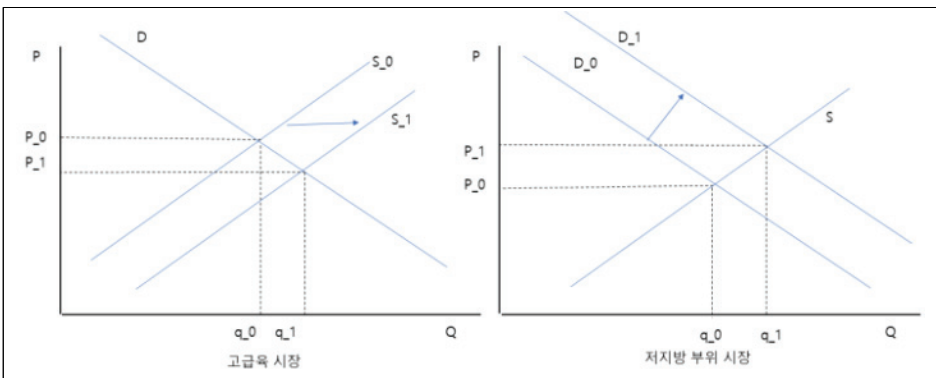 P
D
S_0
S_1
P_0
P_1
q_0
q_1
Q
고급육 시장
P
D_1
D_0
S
P_1
P_0
q_0
q_1
Q
저지방 부위 시장